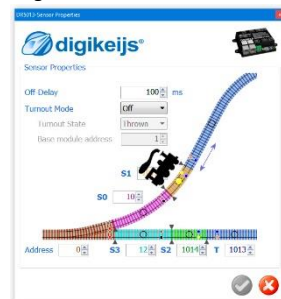 DR5013 Sensor Properties
digikeijs®
Sensor Properties
Off Delay 100 ms
Turnout Mode Off
Turnout State Thrown
Base module address 1
S1
S0 10
Address 0 S3 12 S2 1014 T 1013